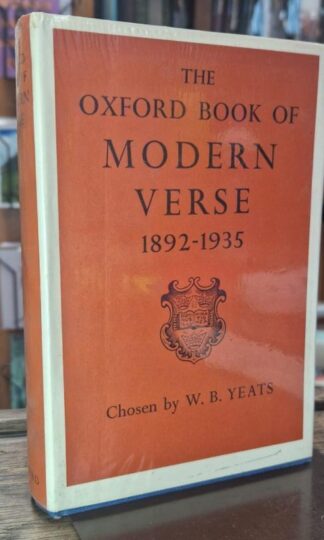 THE
OXFORD BOOK OF
MODERN
VERSE
1892-1935
Chosen by W. B. YEATS